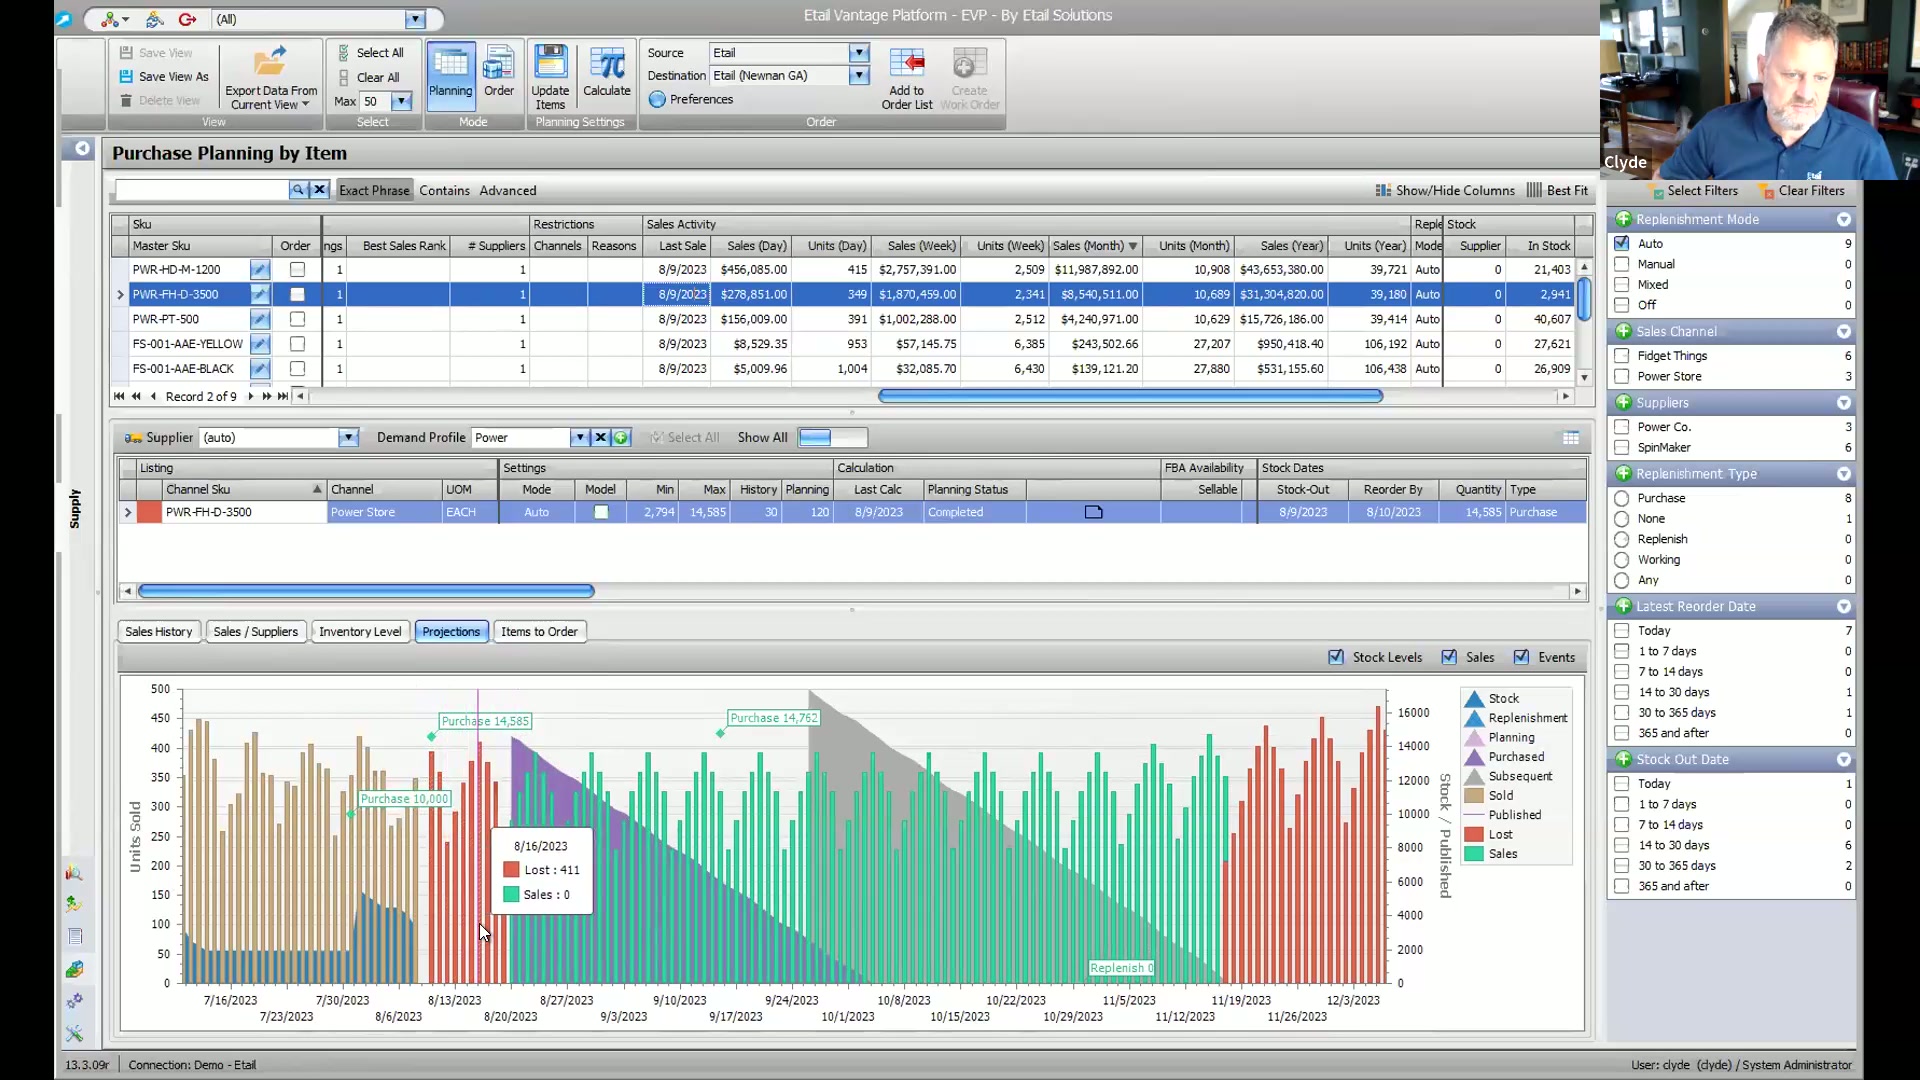 (All)
Etail Vantage Platform - EVP - By Etail Solutions
Save View
Save View As
Delete View
Export Data From
Current View
View
Select All
Clear All
Max 50
Select
Planning
Order
Mode
Update
Items
Calculate
Planning Settings
Source Etail
Destination Etail (Newnan GA)
Preferences
Add to
Order List
Create
Work Order
Order
Clyde
Purchase Planning by Item
Exact Phrase Contains Advanced
Show/Hide Columns Best Fit
Sku Restrictions Sales Activity Reple Stock
Master Sku Order ngs Best Sales Rank # Suppliers Channels Reasons Last Sale Sales (Day) Units (Day) Sales (Week) Units (Week) Sales (Month) Units (Month) Sales (Year) Units (Year) Mode Supplier In Stock
PWR-HD-M-1200 1 1 8/9/2023 $456,085.00 415 $2,757,391.00 2,509 $11,987,892.00 10,908 $43,653,380.00 39,721 Auto 0 21,403
PWR-FH-D-3500 1 1 8/9/2023 $278,851.00 349 $1,870,459.00 2,341 $8,540,511.00 10,689 $31,304,820.00 39,180 Auto 0 2,941
PWR-PT-500 1 1 8/9/2023 $156,009.00 391 $1,002,288.00 2,512 $4,240,971.00 10,629 $15,726,186.00 39,414 Auto 0 40,607
FS-001-AAE-YELLOW 1 1 8/9/2023 $8,529.35 953 $57,145.75 6,385 $243,502.66 27,207 $950,418.40 106,192 Auto 0 27,621
FS-001-AAE-BLACK 1 1 8/9/2023 $5,009.96 1,004 $32,085.70 6,430 $139,121.20 27,880 $531,155.60 106,438 Auto 0 26,909
Record 2 of 9
Supplier (auto) Demand Profile Power Select All Show All
Listing Settings Calculation FBA Availability Stock Dates
Channel Sku Channel UOM Mode Model Min Max History Planning Last Calc Planning Status Sellable Stock-Out Reorder By Quantity Type
PWR-FH-D-3500 Power Store EACH Auto 2,794 14,585 30 120 8/9/2023 Completed 8/9/2023 8/10/2023 14,585 Purchase
Sales History Sales / Suppliers Inventory Level Projections Items to Order
Stock Levels Sales Events
Units Sold
500
450
400
350
300
250
200
150
100
50
0
Purchase 10,000
Purchase 14,585
Purchase 14,762
Replenish 0
8/16/2023
Lost : 411
Sales : 0
16000
14000
12000
10000
8000
6000
4000
2000
0
Stock / Published
7/16/2023 7/30/2023 8/13/2023 8/27/2023 9/10/2023 9/24/2023 10/8/2023 10/22/2023 11/5/2023 11/19/2023 12/3/2023
7/23/2023 8/6/2023 8/20/2023 9/3/2023 9/17/2023 10/1/2023 10/15/2023 10/29/2023 11/12/2023 11/26/2023
Stock
Replenishment
Planning
Purchased
Subsequent
Sold
Published
Lost
Sales
Supply
Select Filters Clear Filters
Replenishment Mode
Auto 9
Manual 0
Mixed 0
Off 0
Sales Channel
Fidget Things 6
Power Store 3
Suppliers
Power Co. 3
SpinMaker 6
Replenishment Type
Purchase 8
None 1
Replenish 0
Working 0
Any 0
Latest Reorder Date
Today 7
1 to 7 days 0
7 to 14 days 0
14 to 30 days 1
30 to 365 days 1
365 and after 0
Stock Out Date
Today 1
1 to 7 days 0
7 to 14 days 0
14 to 30 days 6
30 to 365 days 2
365 and after 0
13.3.09r Connection: Demo - Etail
User: clyde (clyde) / System Administrator